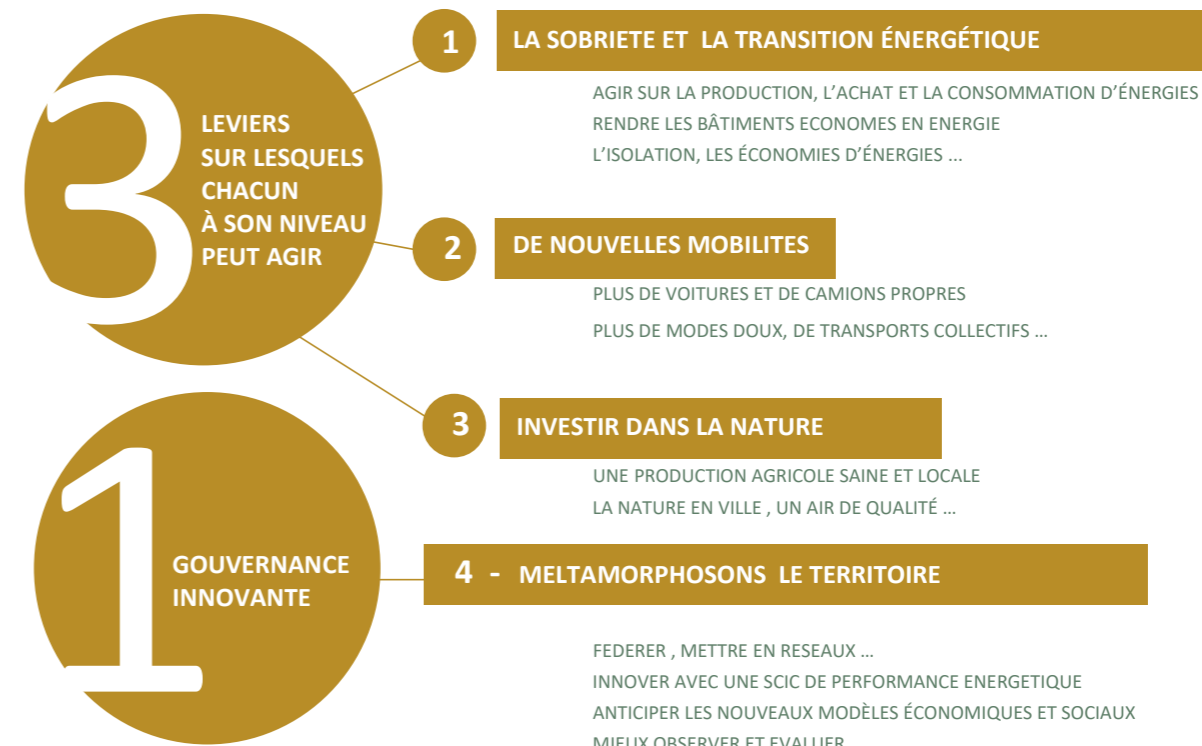 3
LEVIERS
SUR LESQUELS
CHACUN
À SON NIVEAU
PEUT AGIR
1
LA SOBRIETE ET LA TRANSITION ÉNERGÉTIQUE
AGIR SUR LA PRODUCTION, L'ACHAT ET LA CONSOMMATION D'ÉNERGIES
RENDRE LES BÂTIMENTS ECONOMES EN ENERGIE
L'ISOLATION, LES ÉCONOMIES D'ÉNERGIES ...
2
DE NOUVELLES MOBILITES
PLUS DE VOITURES ET DE CAMIONS PROPRES
PLUS DE MODES DOUX, DE TRANSPORTS COLLECTIFS ...
3
INVESTIR DANS LA NATURE
UNE PRODUCTION AGRICOLE SAINE ET LOCALE
LA NATURE EN VILLE , UN AIR DE QUALITÉ ...
1
GOUVERNANCE
INNOVANTE
4 - MELTAMORPHOSONS LE TERRITOIRE
FEDERER , METTRE EN RESEAUX ...
INNOVER AVEC UNE SCIC DE PERFORMANCE ENERGETIQUE
ANTICIPER LES NOUVEAUX MODÈLES ÉCONOMIQUES ET SOCIAUX
MIEUX OBSERVER ET EVALUER